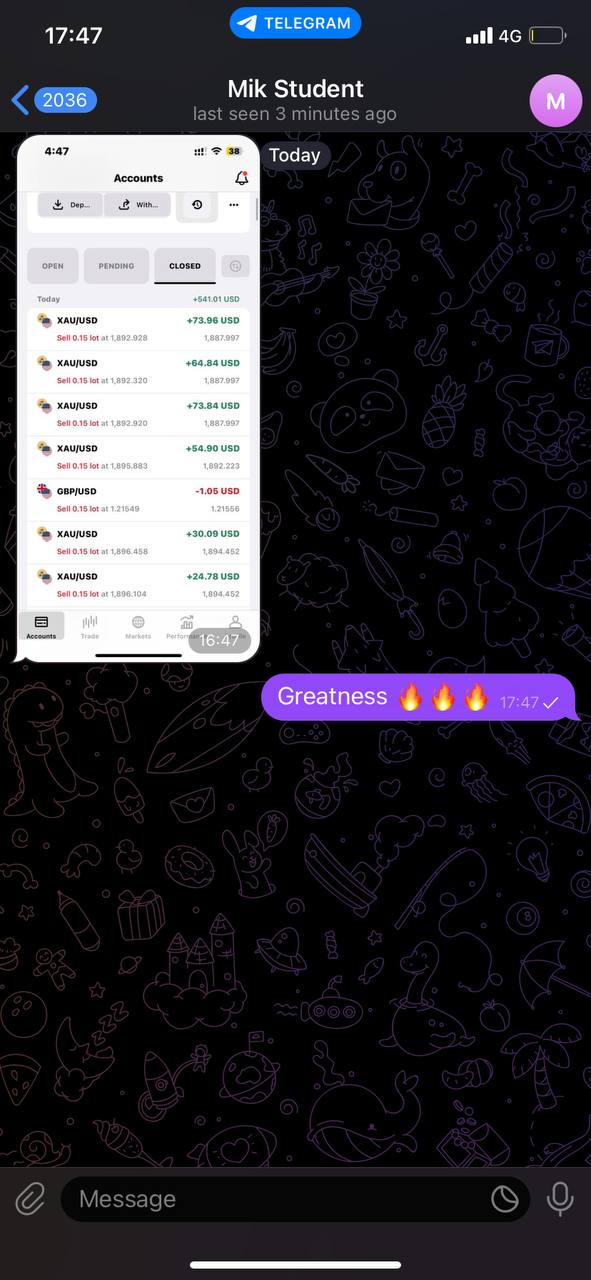 17:47
TELEGRAM
4G
2036
Mik Student
last seen 3 minutes ago
M
Today
4:47
38
Accounts
Dep...
With...
...
OPEN
PENDING
CLOSED
Today +541.01 USD
XAU/USD +73.96 USD
Sell 0.15 lot at 1,892.928 1,887.997
XAU/USD +64.84 USD
Sell 0.15 lot at 1,892.320 1,887.997
XAU/USD +73.84 USD
Sell 0.15 lot at 1,892.920 1,887.997
XAU/USD +54.90 USD
Sell 0.15 lot at 1,895.883 1,892.223
GBP/USD -1.05 USD
Sell 0.15 lot at 1.21549 1.21556
XAU/USD +30.09 USD
Sell 0.15 lot at 1,896.458 1,894.452
XAU/USD +24.78 USD
Sell 0.15 lot at 1,896.104 1,894.452
Accounts
Trade
Markets
16:47
Greatness 🔥🔥🔥 17:47
Message